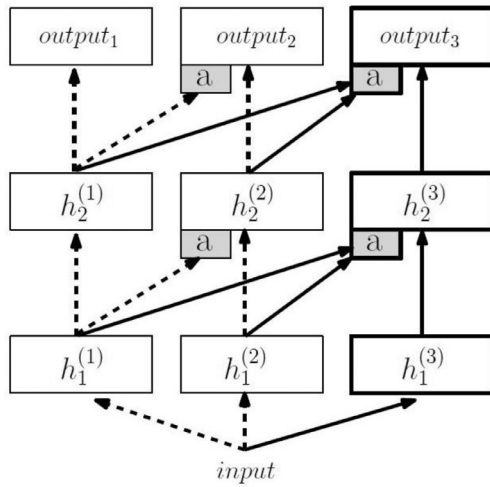 output₁ output₂ output₃
a a
h₂⁽¹⁾ h₂⁽²⁾ h₂⁽³⁾
a a
h₁⁽¹⁾ h₁⁽²⁾ h₁⁽³⁾
input